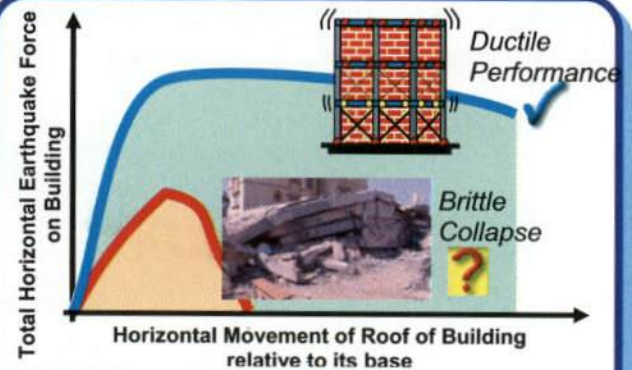 Total Horizontal Earthquake Force
on Building
Ductile
Performance
Brittle
Collapse
?
Horizontal Movement of Roof of Building
relative to its base